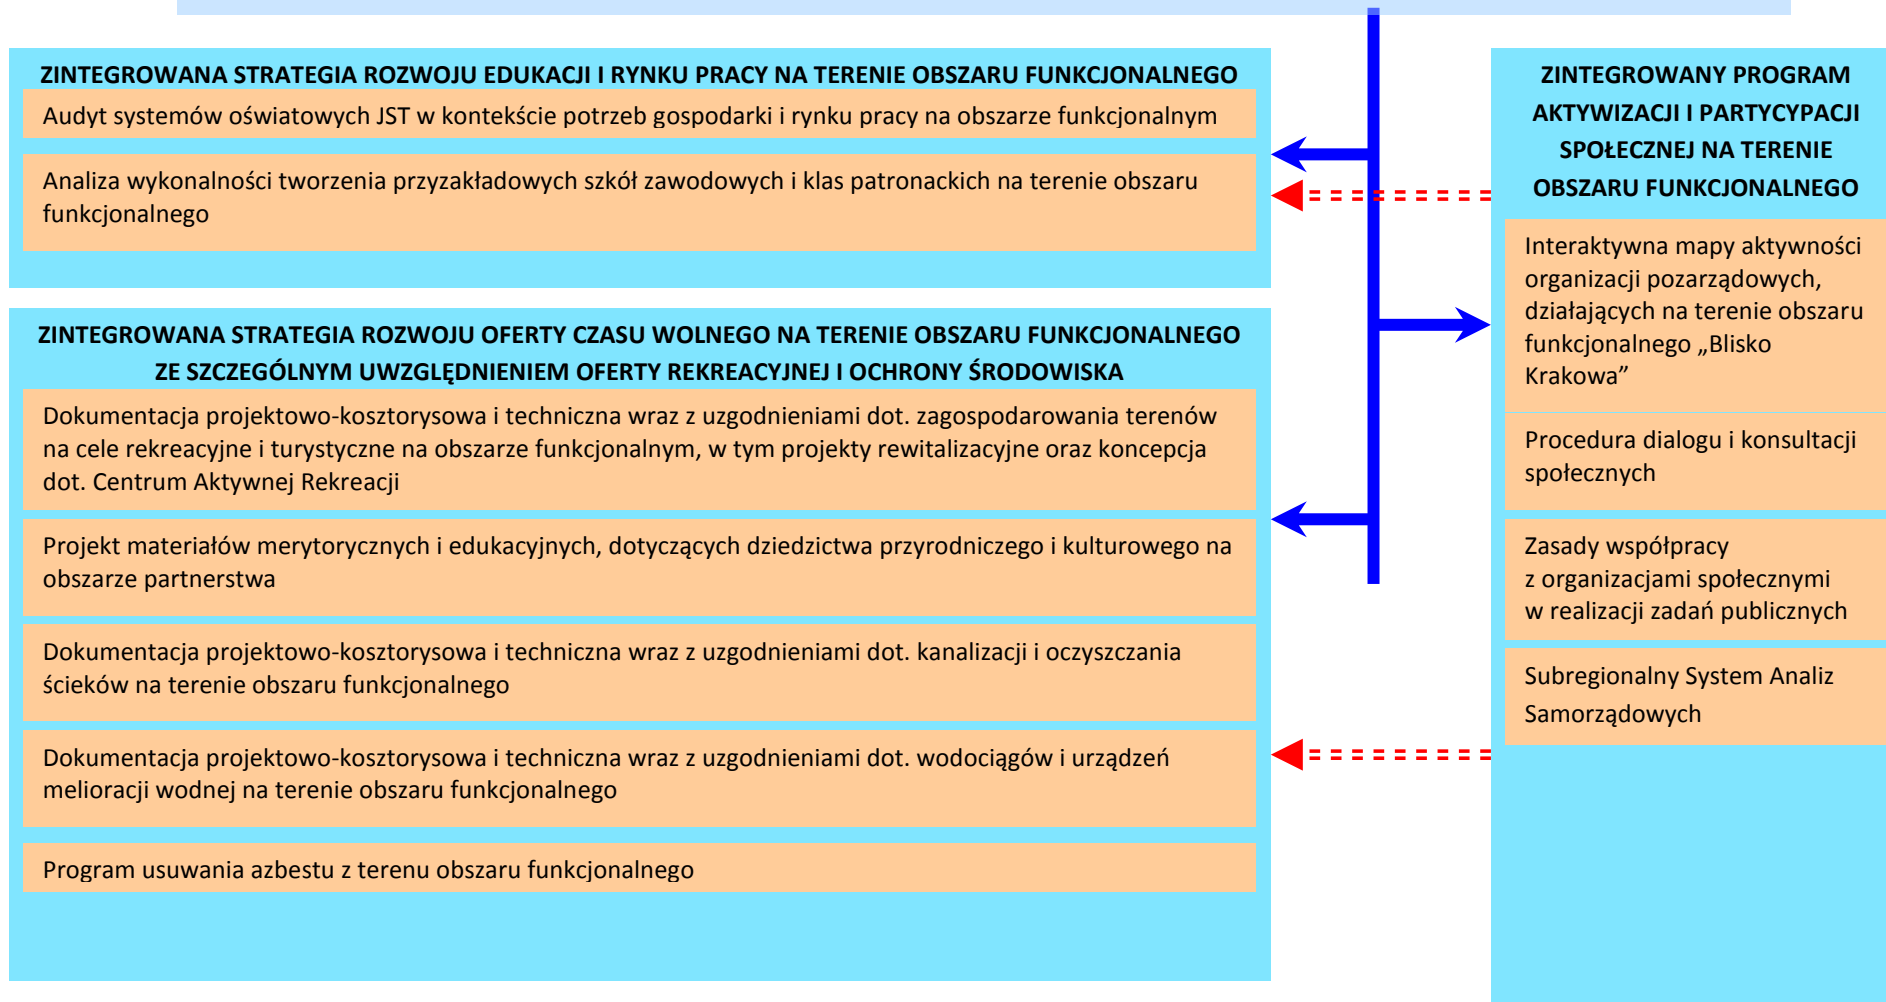 ZINTEGROWANA STRATEGIA ROZWOJU EDUKACJI I RYNKU PRACY NA TERENIE OBSZARU FUNKCJONALNEGO
Audyt systemów oświatowych JST w kontekście potrzeb gospodarki i rynku pracy na obszarze funkcjonalnym
Analiza wykonalności tworzenia przyzakładowych szkół zawodowych i klas patronackich na terenie obszaru
funkcjonalnego
ZINTEGROWANA STRATEGIA ROZWOJU OFERTY CZASU WOLNEGO NA TERENIE OBSZARU FUNKCJONALNEGO
ZE SZCZEGÓLNYM UWZGLĘDNIENIEM OFERTY REKREACYJNEJ I OCHRONY ŚRODOWISKA
Dokumentacja projektowo-kosztorysowa i techniczna wraz z uzgodnieniami dot. zagospodarowania terenów
na cele rekreacyjne i turystyczne na obszarze funkcjonalnym, w tym projekty rewitalizacyjne oraz koncepcja
dot. Centrum Aktywnej Rekreacji
Projekt materiałów merytorycznych i edukacyjnych, dotyczących dziedzictwa przyrodniczego i kulturowego na
obszarze partnerstwa
Dokumentacja projektowo-kosztorysowa i techniczna wraz z uzgodnieniami dot. kanalizacji i oczyszczania
ścieków na terenie obszaru funkcjonalnego
Dokumentacja projektowo-kosztorysowa i techniczna wraz z uzgodnieniami dot. wodociągów i urządzeń
melioracji wodnej na terenie obszaru funkcjonalnego
Program usuwania azbestu z terenu obszaru funkcjonalnego
ZINTEGROWANY PROGRAM
AKTYWIZACJI I PARTYCYPACJI
SPOŁECZNEJ NA TERENIE
OBSZARU FUNKCJONALNEGO
Interaktywna mapy aktywności
organizacji pozarządowych,
działających na terenie obszaru
funkcjonalnego „Blisko
Krakowa”
Procedura dialogu i konsultacji
społecznych
Zasady współpracy
z organizacjami społecznymi
w realizacji zadań publicznych
Subregionalny System Analiz
Samorządowych